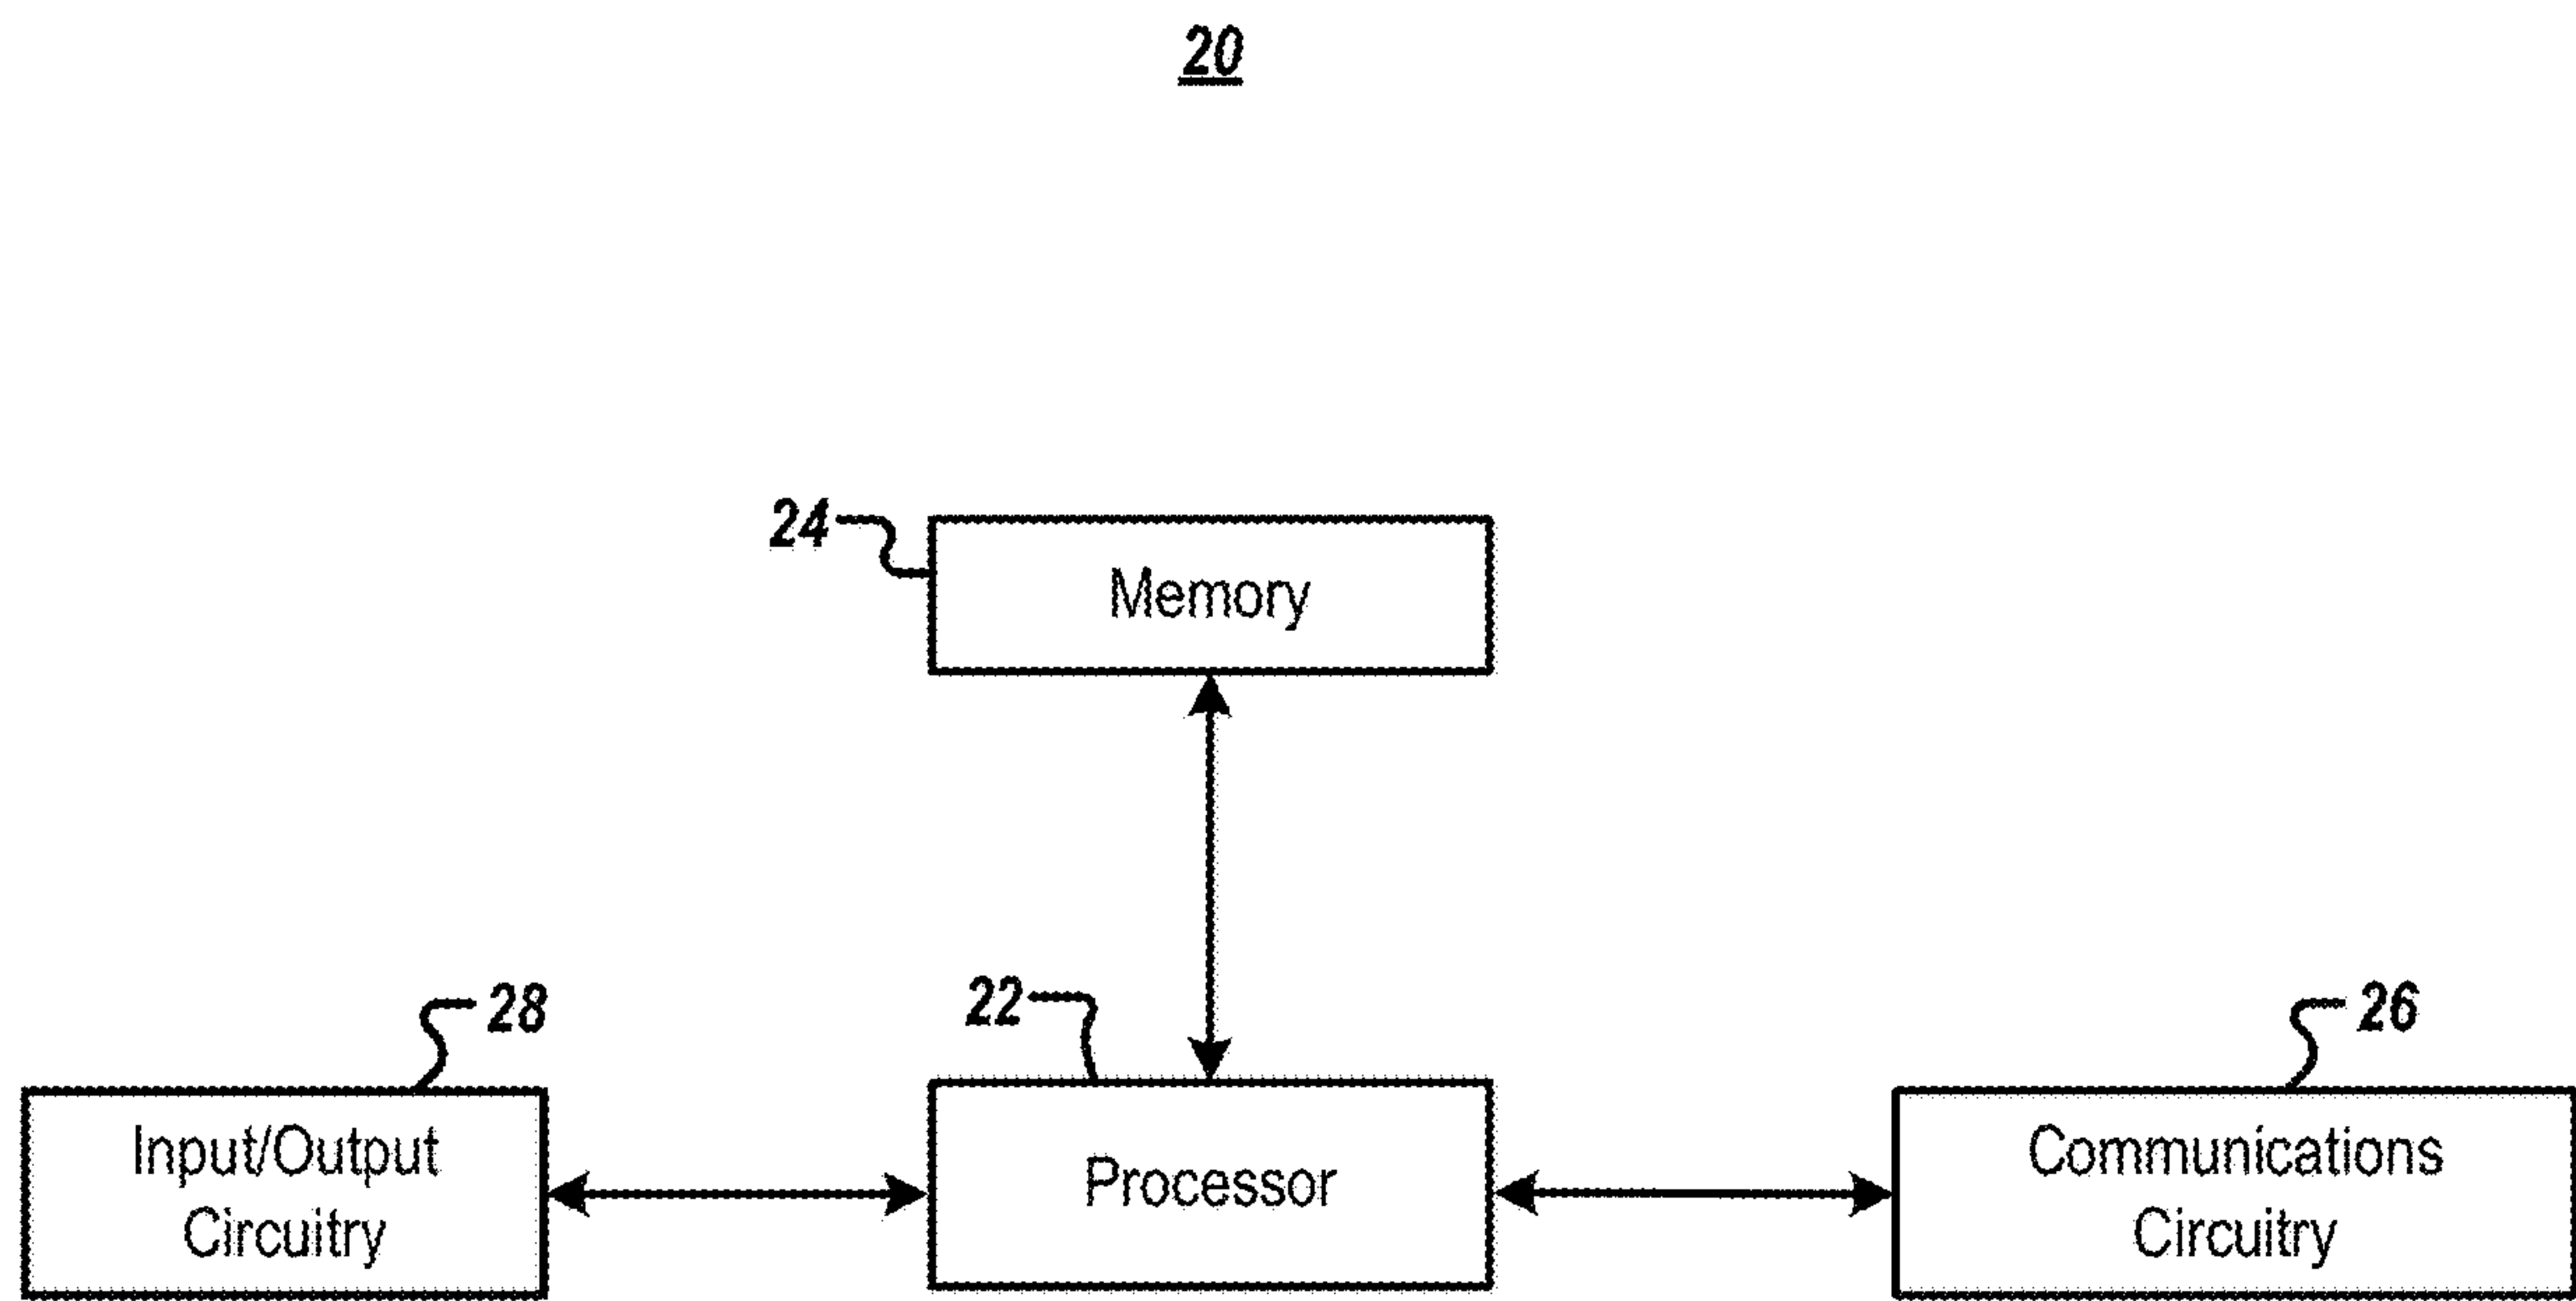 20
24
Memory
28
22
26
Input/Output
Circuitry
Processor
Communications
Circuitry